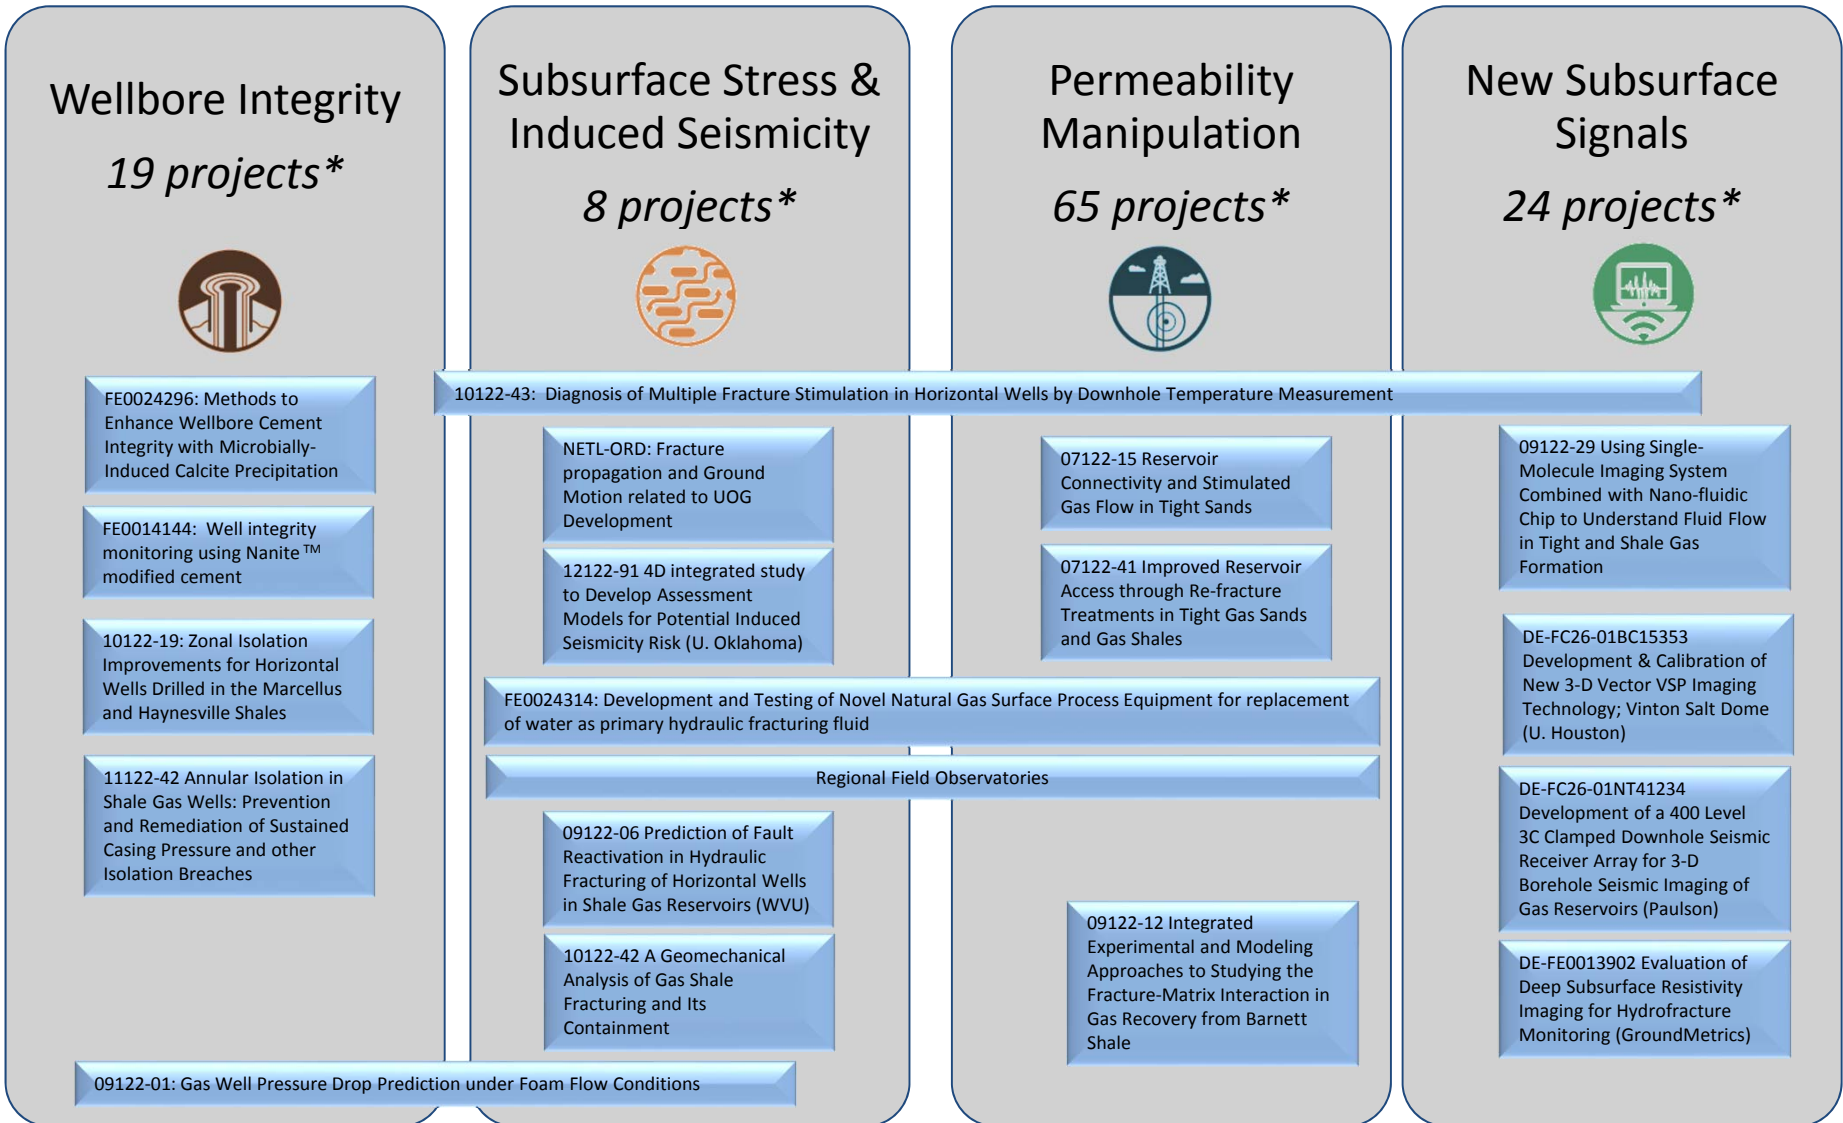 Wellbore Integrity
19 projects*
FE0024296: Methods to
Enhance Wellbore Cement
Integrity with Microbially-
Induced Calcite Precipitation
FE0014144:  Well integrity
monitoring using Nanite™
modified cement
10122-19: Zonal Isolation
Improvements for Horizontal
Wells Drilled in the Marcellus
and Haynesville Shales
11122-42 Annular Isolation in
Shale Gas Wells: Prevention
and Remediation of Sustained
Casing Pressure and other
Isolation Breaches
09122-01: Gas Well Pressure Drop Prediction under Foam Flow Conditions
Subsurface Stress &
Induced Seismicity
8 projects*
10122-43:  Diagnosis of Multiple Fracture Stimulation in Horizontal Wells by Downhole Temperature Measurement
NETL-ORD: Fracture
propagation and Ground
Motion related to UOG
Development
12122-91 4D integrated study
to Develop Assessment
Models for Potential Induced
Seismicity Risk (U. Oklahoma)
FE0024314: Development and Testing of Novel Natural Gas Surface Process Equipment for replacement
of water as primary hydraulic fracturing fluid
Regional Field Observatories
09122-06 Prediction of Fault
Reactivation in Hydraulic
Fracturing of Horizontal Wells
in Shale Gas Reservoirs (WVU)
10122-42 A Geomechanical
Analysis of Gas Shale
Fracturing and Its
Containment
Permeability
Manipulation
65 projects*
07122-15 Reservoir
Connectivity and Stimulated
Gas Flow in Tight Sands
07122-41 Improved Reservoir
Access through Re-fracture
Treatments in Tight Gas Sands
and Gas Shales
09122-12 Integrated
Experimental and Modeling
Approaches to Studying the
Fracture-Matrix Interaction in
Gas Recovery from Barnett
Shale
New Subsurface
Signals
24 projects*
09122-29 Using Single-
Molecule Imaging System
Combined with Nano-fluidic
Chip to Understand Fluid Flow
in Tight and Shale Gas
Formation
DE-FC26-01BC15353
Development & Calibration of
New 3-D Vector VSP Imaging
Technology; Vinton Salt Dome
(U. Houston)
DE-FC26-01NT41234
Development of a 400 Level
3C Clamped Downhole Seismic
Receiver Array for 3-D
Borehole Seismic Imaging of
Gas Reservoirs (Paulson)
DE-FE0013902 Evaluation of
Deep Subsurface Resistivity
Imaging for Hydrofracture
Monitoring (GroundMetrics)